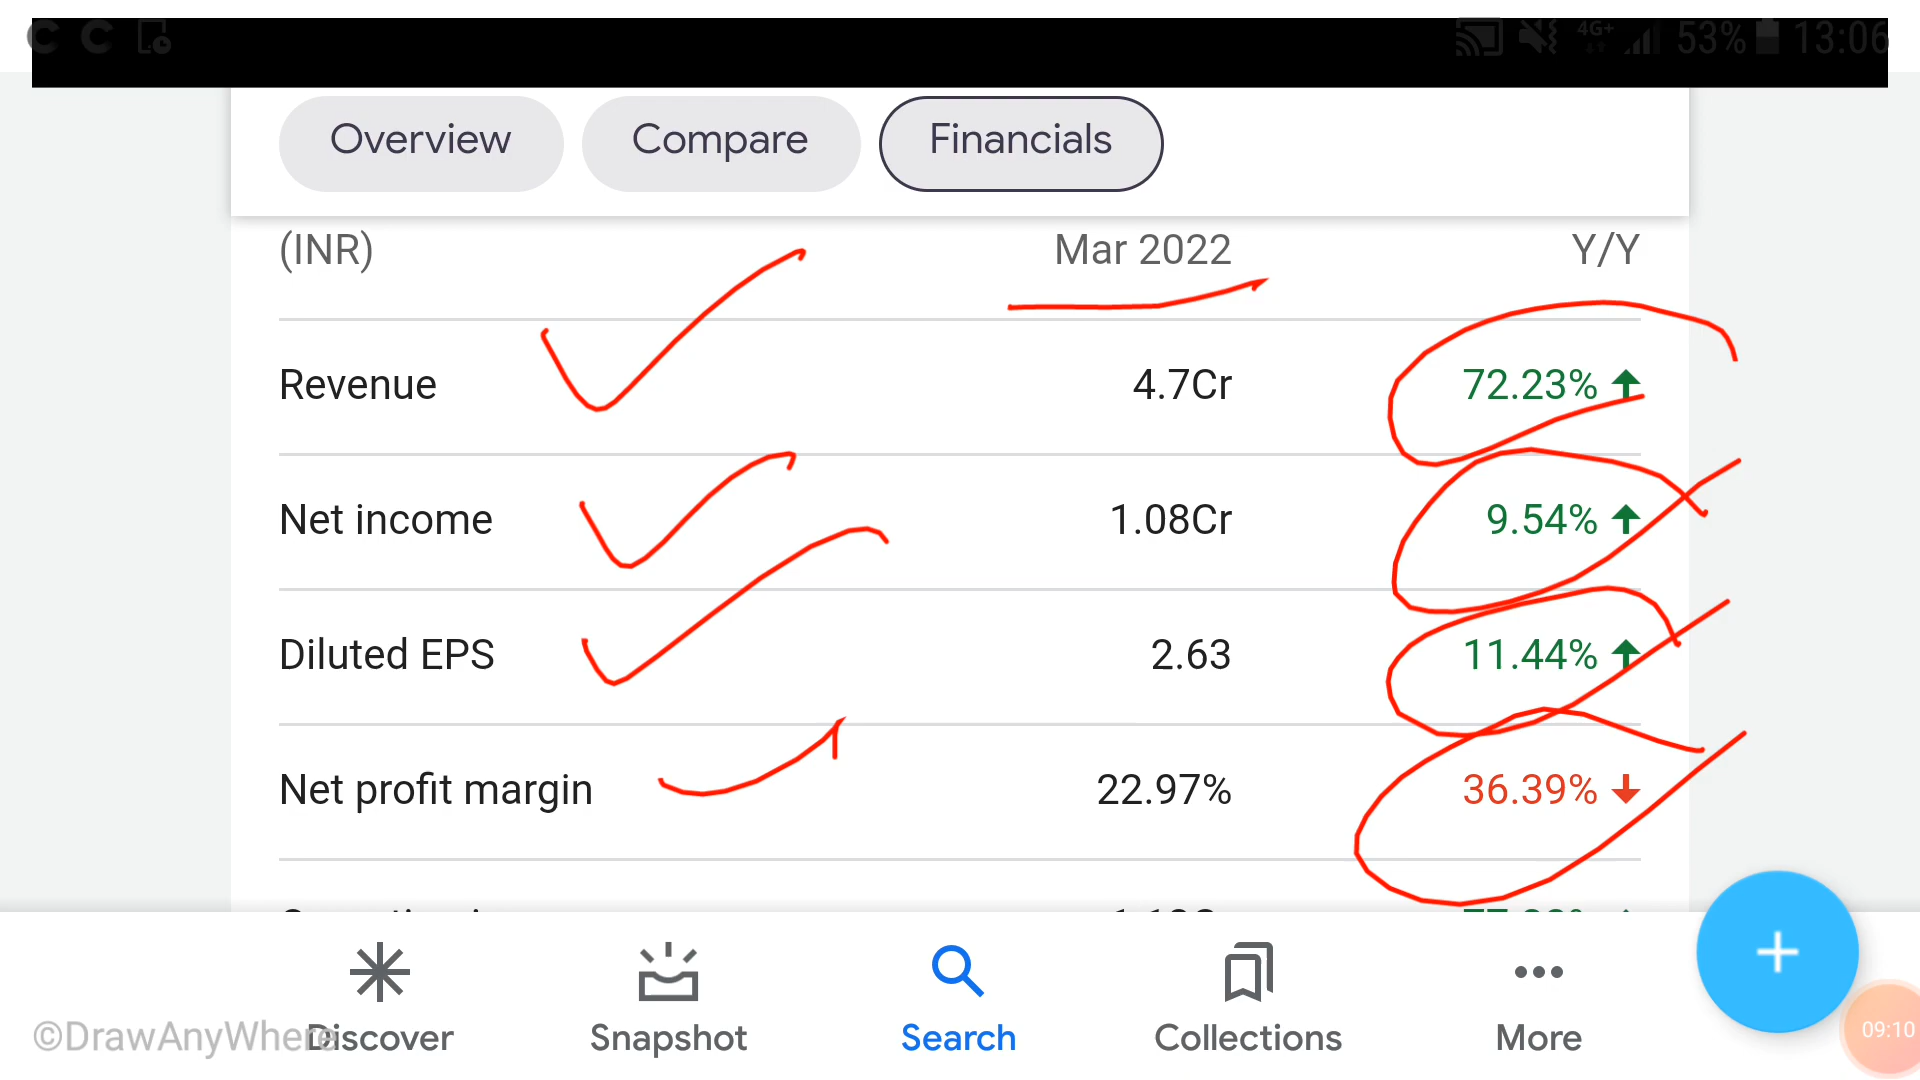 4G+ 53% 13:06
Overview Compare Financials
(INR) Mar 2022 Y/Y
Revenue 4.7Cr 72.23%
Net income 1.08Cr 9.54%
Diluted EPS 2.63 11.44%
Net profit margin 22.97% 36.39%
Discover Snapshot Search Collections More
©DrawAnyWhere
09:10